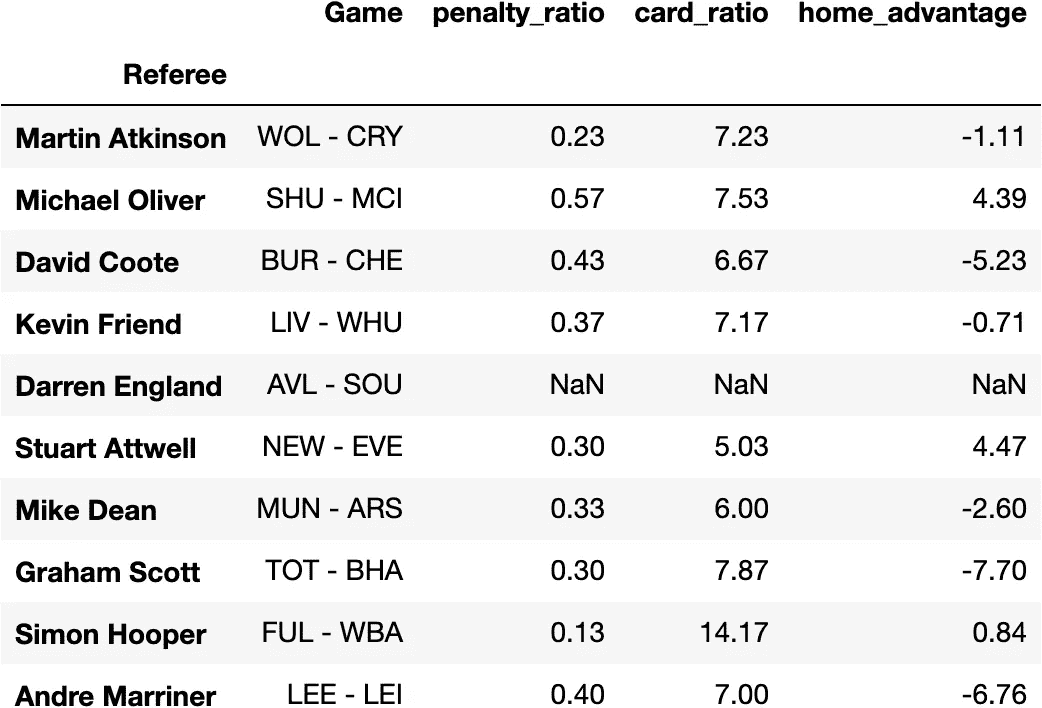 Game penalty_ratio card_ratio home_advantage
Referee
Martin Atkinson WOL - CRY 0.23 7.23 -1.11
Michael Oliver SHU - MCI 0.57 7.53 4.39
David Coote BUR - CHE 0.43 6.67 -5.23
Kevin Friend LIV - WHU 0.37 7.17 -0.71
Darren England AVL - SOU NaN NaN NaN
Stuart Attwell NEW - EVE 0.30 5.03 4.47
Mike Dean MUN - ARS 0.33 6.00 -2.60
Graham Scott TOT - BHA 0.30 7.87 -7.70
Simon Hooper FUL - WBA 0.13 14.17 0.84
Andre Marriner LEE - LEI 0.40 7.00 -6.76